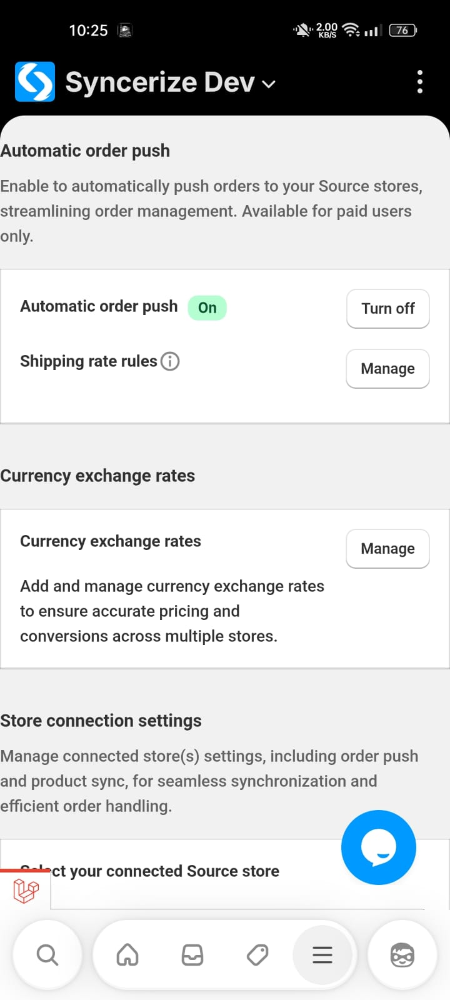 10:25
2.00
KB/S
76
Syncerize Dev
Automatic order push
Enable to automatically push orders to your Source stores,
streamlining order management. Available for paid users
only.
Automatic order push On
Turn off
Shipping rate rules
Manage
Currency exchange rates
Currency exchange rates
Manage
Add and manage currency exchange rates
to ensure accurate pricing and
conversions across multiple stores.
Store connection settings
Manage connected store(s) settings, including order push
and product sync, for seamless synchronization and
efficient order handling.
Select your connected Source store